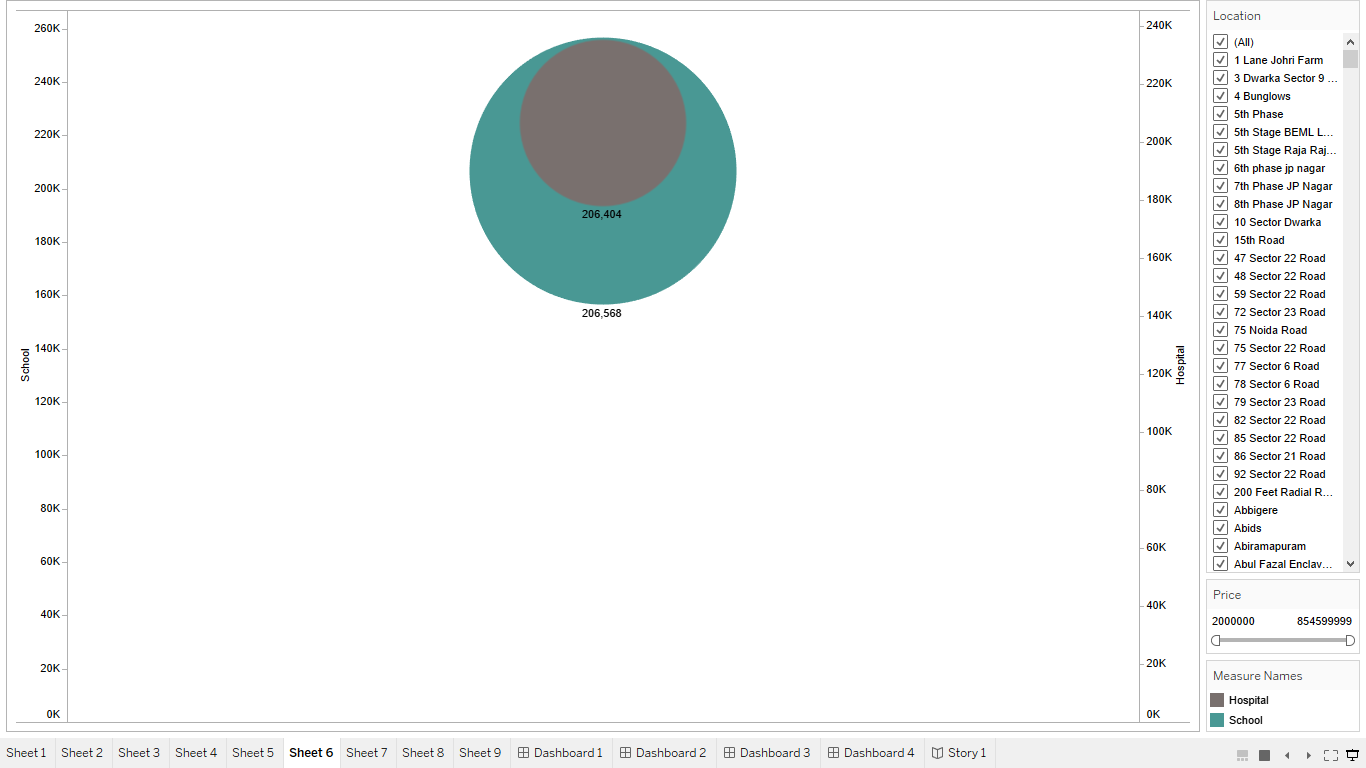 260K
240K
220K
200K
180K
160K
140K
120K
100K
80K
60K
40K
20K
0K
School
206,404
206,568
240K
220K
200K
180K
160K
140K
120K
100K
80K
60K
40K
20K
0K
Hospital
Location
(All)
1 Lane Johri Farm
3 Dwarka Sector 9 ...
4 Bunglows
5th Phase
5th Stage BEML L...
5th Stage Raja Raj...
6th phase jp nagar
7th Phase JP Nagar
8th Phase JP Nagar
10 Sector Dwarka
15th Road
47 Sector 22 Road
48 Sector 22 Road
59 Sector 22 Road
72 Sector 23 Road
75 Noida Road
75 Sector 22 Road
77 Sector 6 Road
78 Sector 6 Road
79 Sector 23 Road
82 Sector 22 Road
85 Sector 22 Road
86 Sector 21 Road
92 Sector 22 Road
200 Feet Radial R...
Abbigere
Abids
Abiramapuram
Abul Fazal Enclav...
Price
2000000 854599999
Measure Names
Hospital
School
Sheet 1 Sheet 2 Sheet 3 Sheet 4 Sheet 5 Sheet 6 Sheet 7 Sheet 8 Sheet 9 Dashboard 1 Dashboard 2 Dashboard 3 Dashboard 4 Story 1